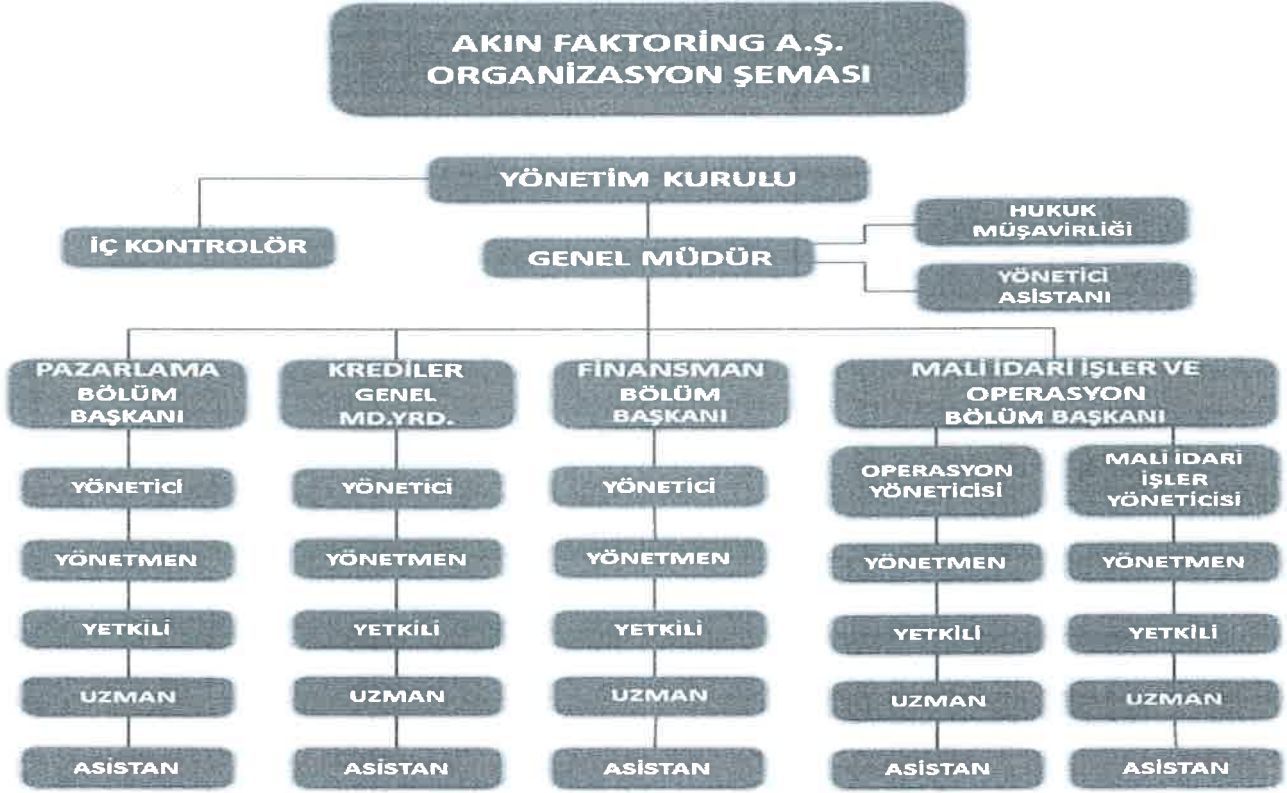 AKIN FAKTORİNG A.Ş.
ORGANİZASYON ŞEMASI
YÖNETİM KURULU
İÇ KONTROLÖR
GENEL MÜDÜR
HUKUK
MÜŞAVİRLİĞİ
YÖNETİCİ
ASİSTANI
PAZARLAMA
BÖLÜM
BAŞKANI
YÖNETİCİ
YÖNETMEN
YETKİLİ
UZMAN
ASİSTAN
KREDİLER
GENEL
MD.YRD.
YÖNETİCİ
YÖNETMEN
YETKİLİ
UZMAN
ASİSTAN
FİNANSMAN
BÖLÜM
BAŞKANI
YÖNETİCİ
YÖNETMEN
YETKİLİ
UZMAN
ASİSTAN
MALİ İDARİ İŞLER VE
OPERASYON
BÖLÜM BAŞKANI
OPERASYON
YÖNETİCİSİ
YÖNETMEN
YETKİLİ
UZMAN
ASİSTAN
MALİ İDARİ
İŞLER
YÖNETİCİSİ
YÖNETMEN
YETKİLİ
UZMAN
ASİSTAN